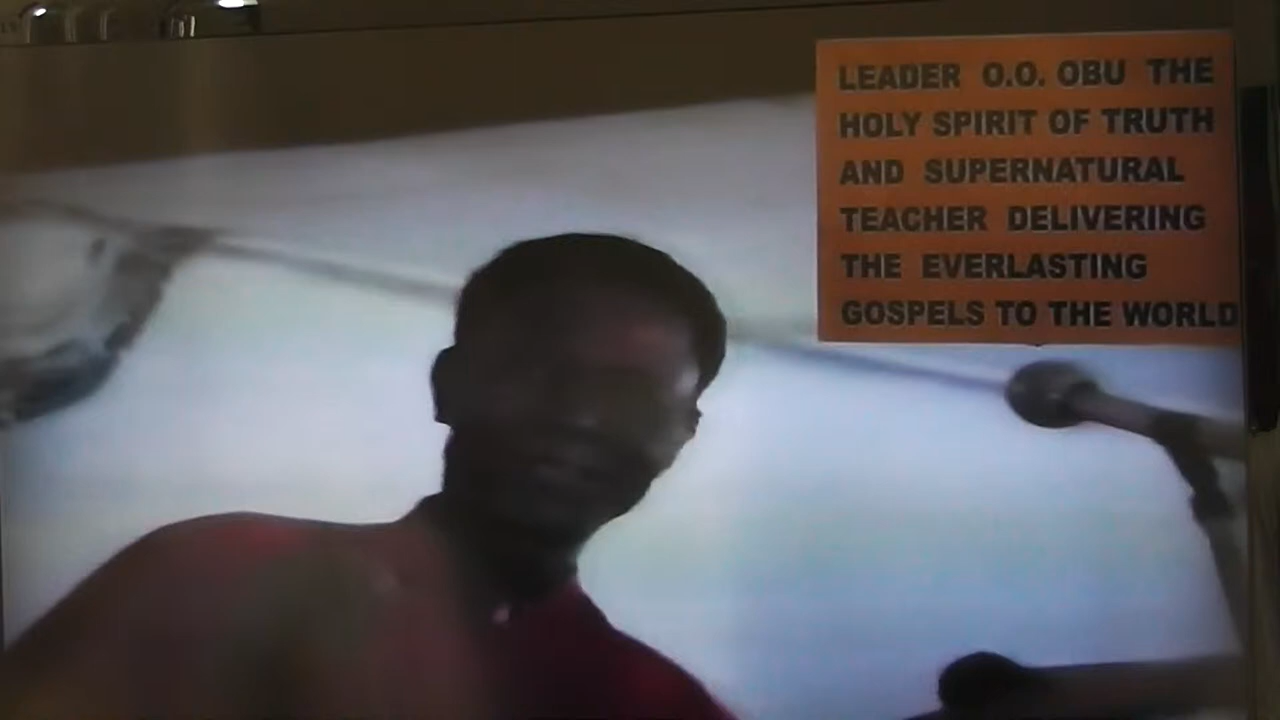 LEADER O.O. OBU THE
HOLY SPIRIT OF TRUTH
AND SUPERNATURAL
TEACHER DELIVERING
THE EVERLASTING
GOSPELS TO THE WORLD